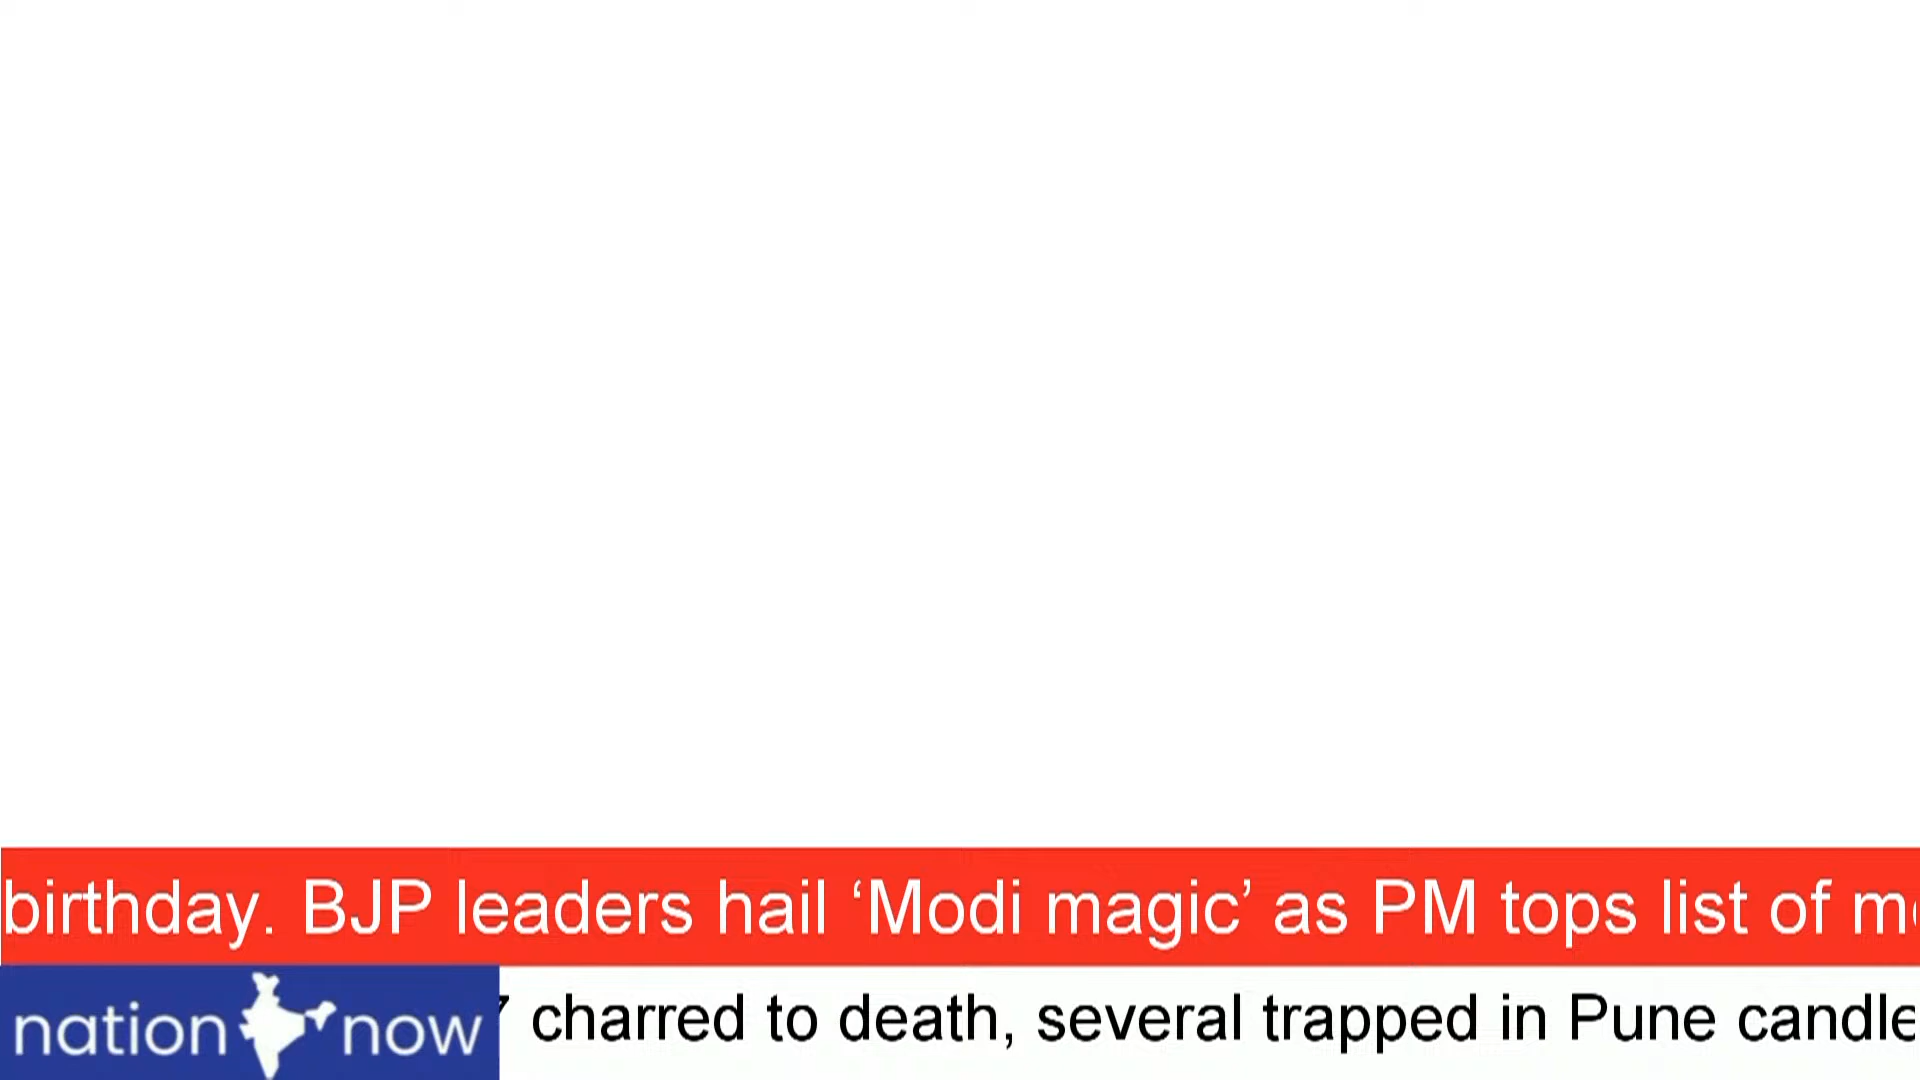 birthday. BJP leaders hail ‘Modi magic’ as PM tops list of
nation now
charred to death, several trapped in Pune candle